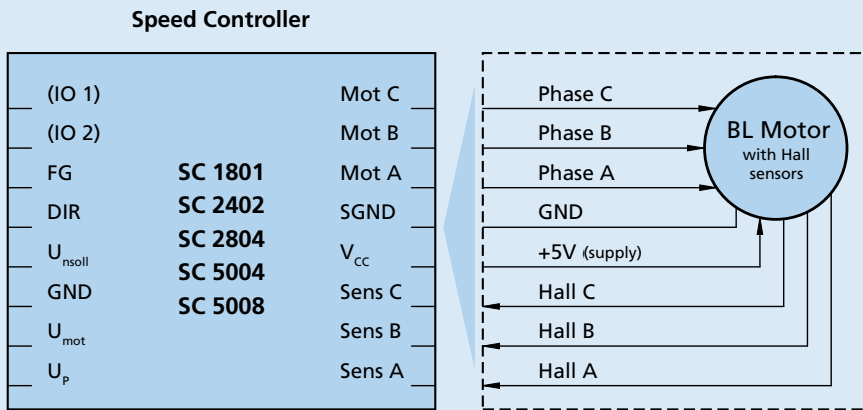 Speed Controller
(IO 1)
(IO 2)
FG
DIR
Unsoll
GND
Umot
UP
SC 1801
SC 2402
SC 2804
SC 5004
SC 5008
Mot C
Mot B
Mot A
SGND
VCC
Sens C
Sens B
Sens A
Phase C
Phase B
Phase A
GND
+5V (supply)
Hall C
Hall B
Hall A
BL Motor
with Hall
sensors